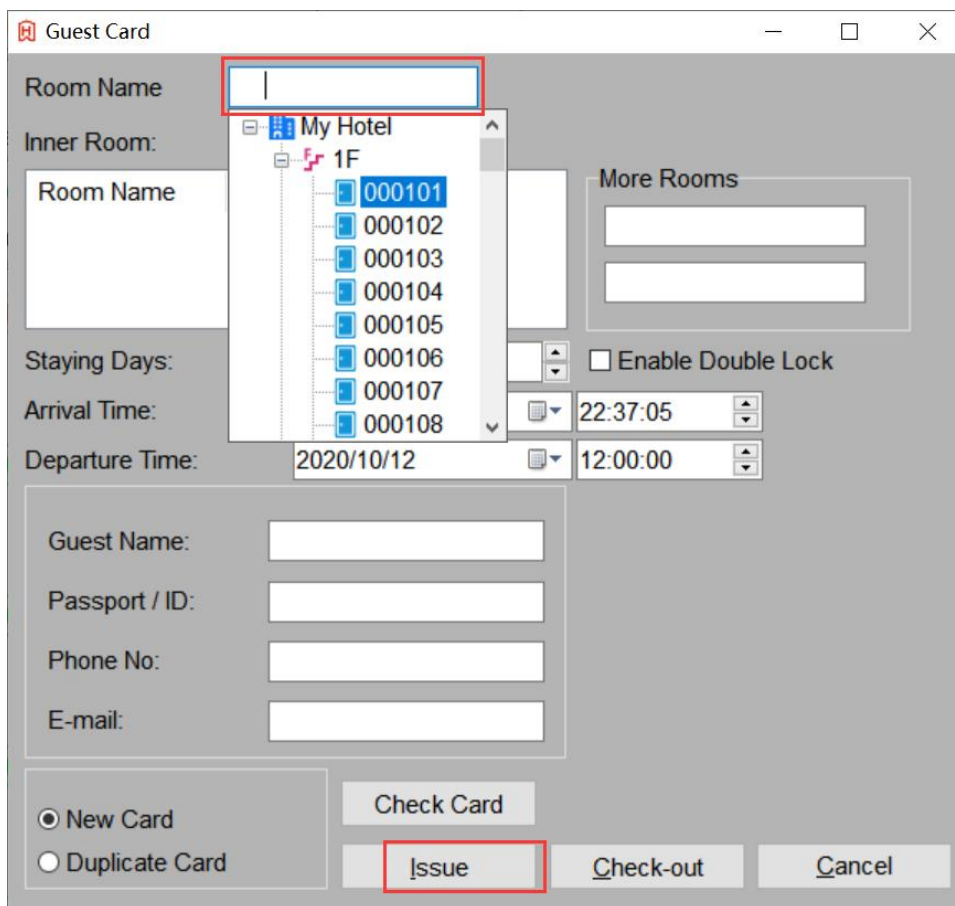 Guest Card
Room Name
My Hotel
Inner Room:
1F
Room Name
More Rooms
000101
000102
000103
000104
000105
Staying Days:
000106
Enable Double Lock
000107
Arrival Time:
22:37:05
000108
Departure Time:
2020/10/12
12:00:00
Guest Name:
Passport / ID:
Phone No:
E-mail:
Check Card
New Card
Duplicate Card
Issue
Check-out
Cancel